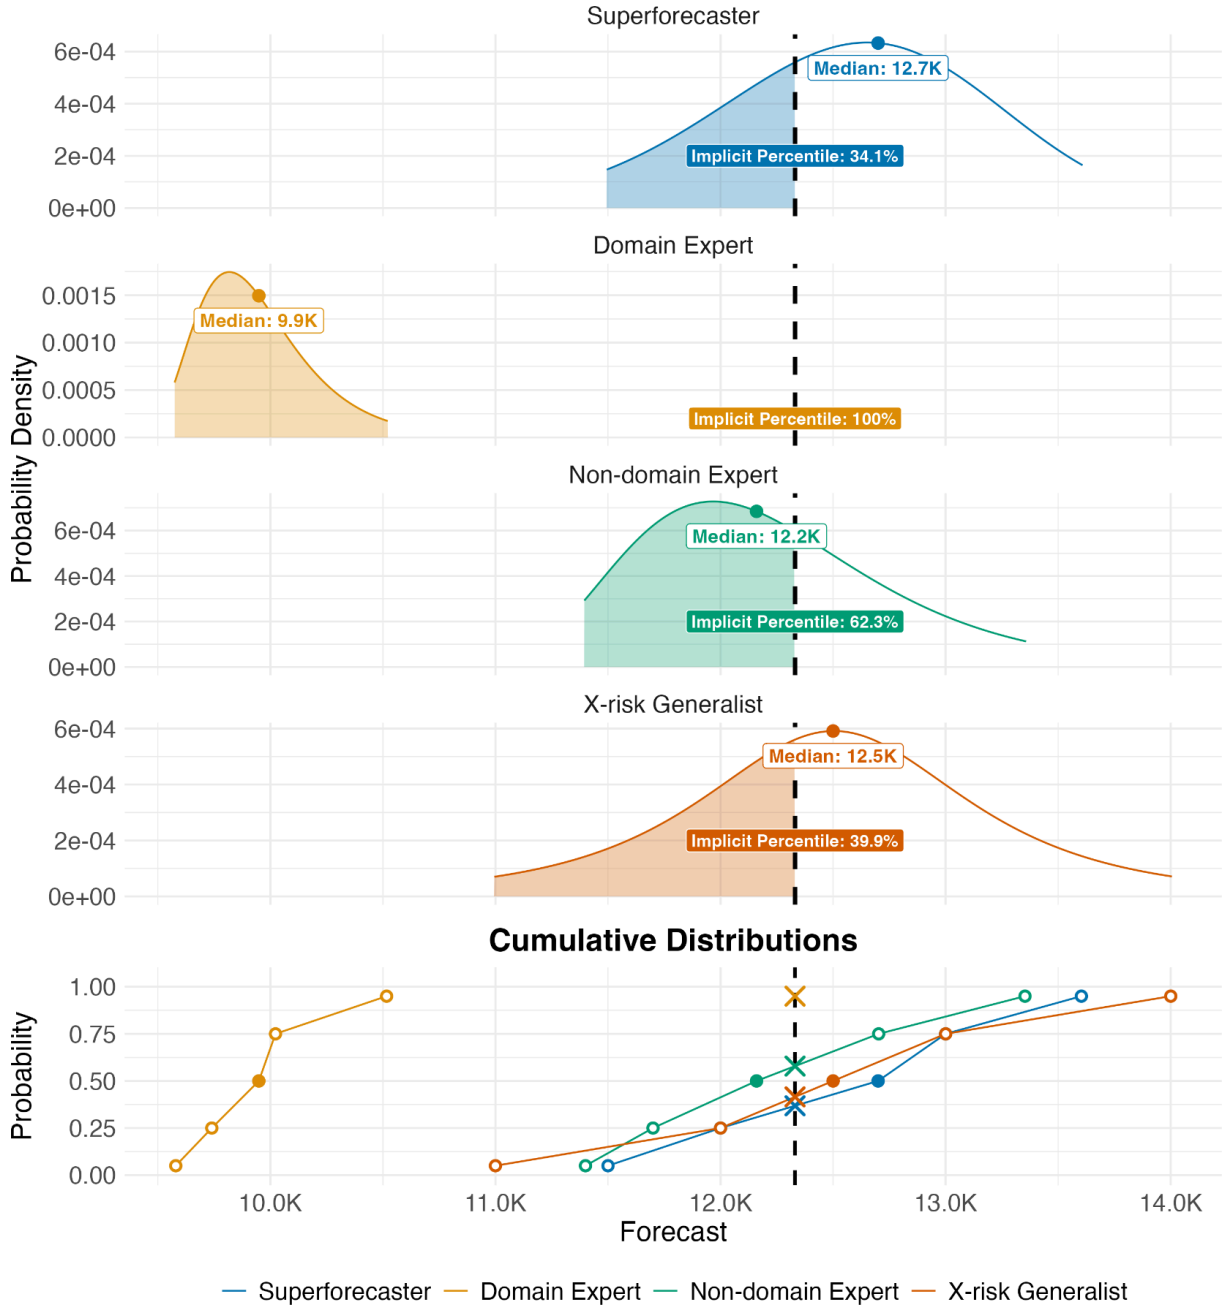 Superforecaster
6e-04
4e-04
2e-04
0e+00
Median: 12.7K
Implicit Percentile: 34.1%
Domain Expert
0.0015
0.0010
0.0005
0.0000
Median: 9.9K
Implicit Percentile: 100%
Probability Density
Non-domain Expert
6e-04
4e-04
2e-04
0e+00
Median: 12.2K
Implicit Percentile: 62.3%
X-risk Generalist
6e-04
4e-04
2e-04
0e+00
Median: 12.5K
Implicit Percentile: 39.9%
Cumulative Distributions
Probability
1.00
0.75
0.50
0.25
0.00
10.0K 11.0K 12.0K 13.0K 14.0K
Forecast
Superforecaster Domain Expert Non-domain Expert X-risk Generalist